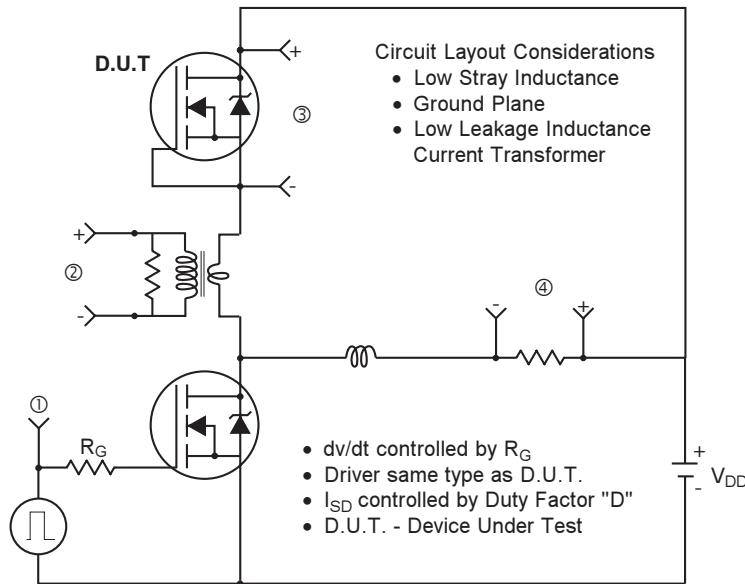 D.U.T
+
③
-
Circuit Layout Considerations
• Low Stray Inductance
• Ground Plane
• Low Leakage Inductance
Current Transformer
+
②
-
④
-
+
①
RG
• dv/dt controlled by RG
• Driver same type as D.U.T.
• ISD controlled by Duty Factor "D"
• D.U.T. - Device Under Test
+
-
VDD